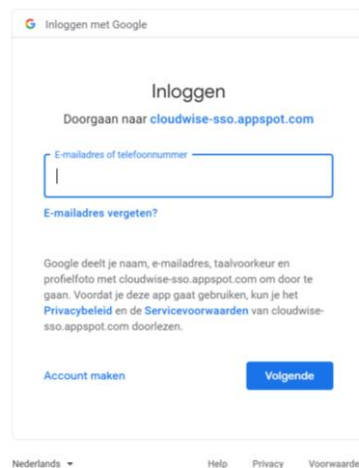 Inloggen met Google
Inloggen
Doorgaan naar cloudwise-sso.appspot.com
E-mailadres of telefoonnummer
E-mailadres vergeten?
Google deelt je naam, e-mailadres, taalvoorkeur en
profielfoto met cloudwise-sso.appspot.com om door te
gaan. Voordat je deze app gaat gebruiken, kun je het
Privacybeleid en de Servicevoorwaarden van cloudwise-
sso.appspot.com doorlezen.
Account maken Volgende
Nederlands Help Privacy Voorwaarde